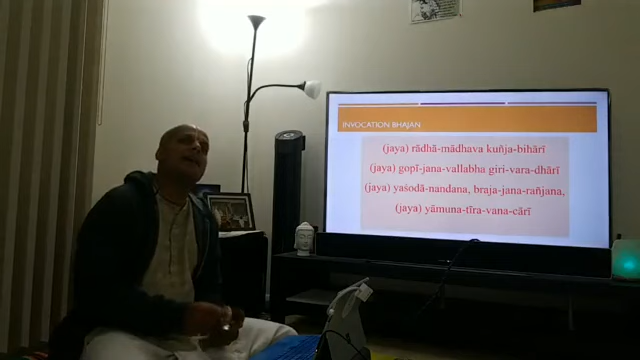 INVOCATION BHAJAN
(jaya) rādhā-mādhava kuñja-bihārī
(jaya) gopī-jana-vallabha giri-vara-dhārī
(jaya) yaśodā-nandana, braja-jana-rañjana,
(jaya) yāmuna-tīra-vana-cārī